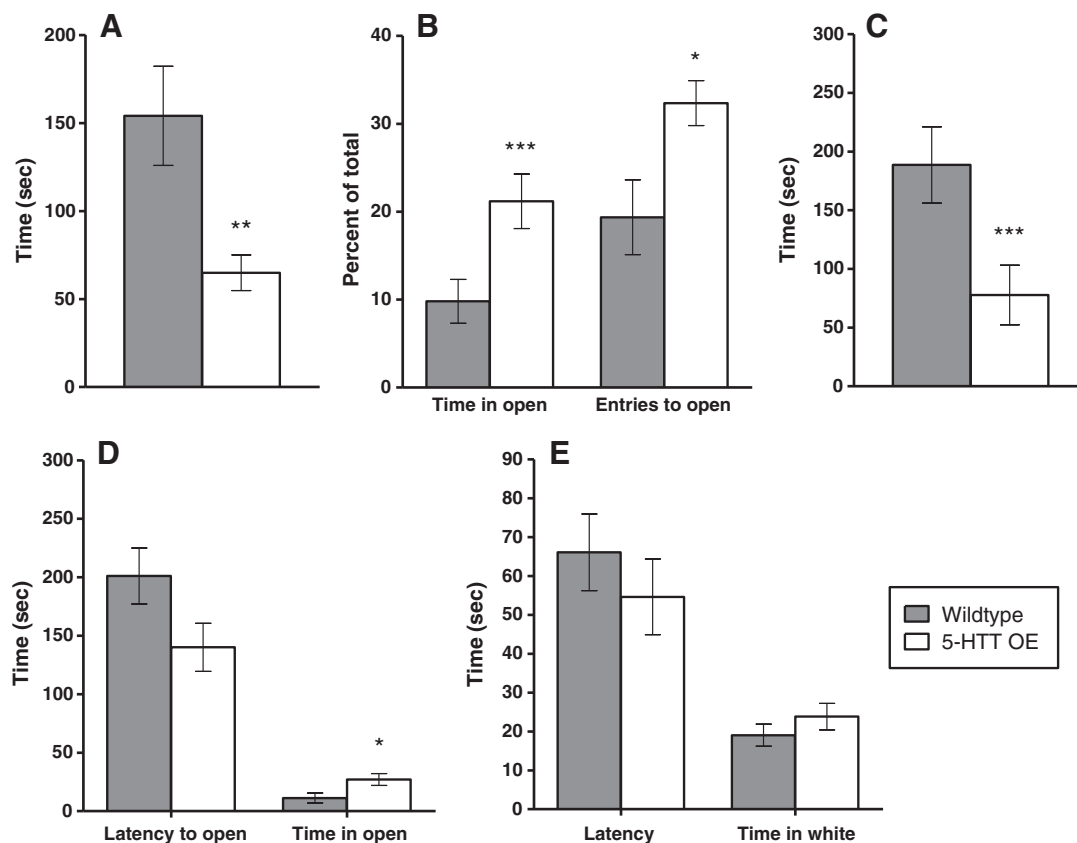 A
200
150
100
50
0
Time (sec)
**
B
40
30
20
10
0
Percent of total
***
*
Time in open
Entries to open
C
300
250
200
150
100
50
0
Time (sec)
***
D
300
250
200
150
100
50
0
Time (sec)
*
Latency to open
Time in open
E
90
80
70
60
50
40
30
20
10
0
Time (sec)
Latency
Time in white
Wildtype
5-HTT OE